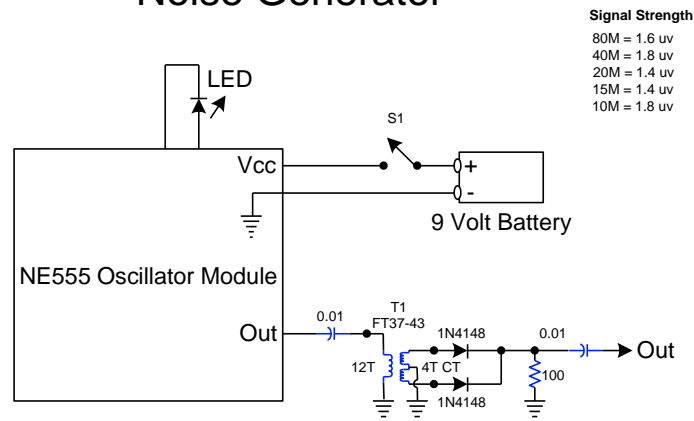 Noise Generator
Signal Strength
80M = 1.6 uv
40M = 1.8 uv
20M = 1.4 uv
15M = 1.4 uv
10M = 1.8 uv
LED
S1
Vcc
+
-
9 Volt Battery
NE555 Oscillator Module
Out
0.01
T1
FT37-43
12T
4T CT
1N4148
1N4148
0.01
100
Out